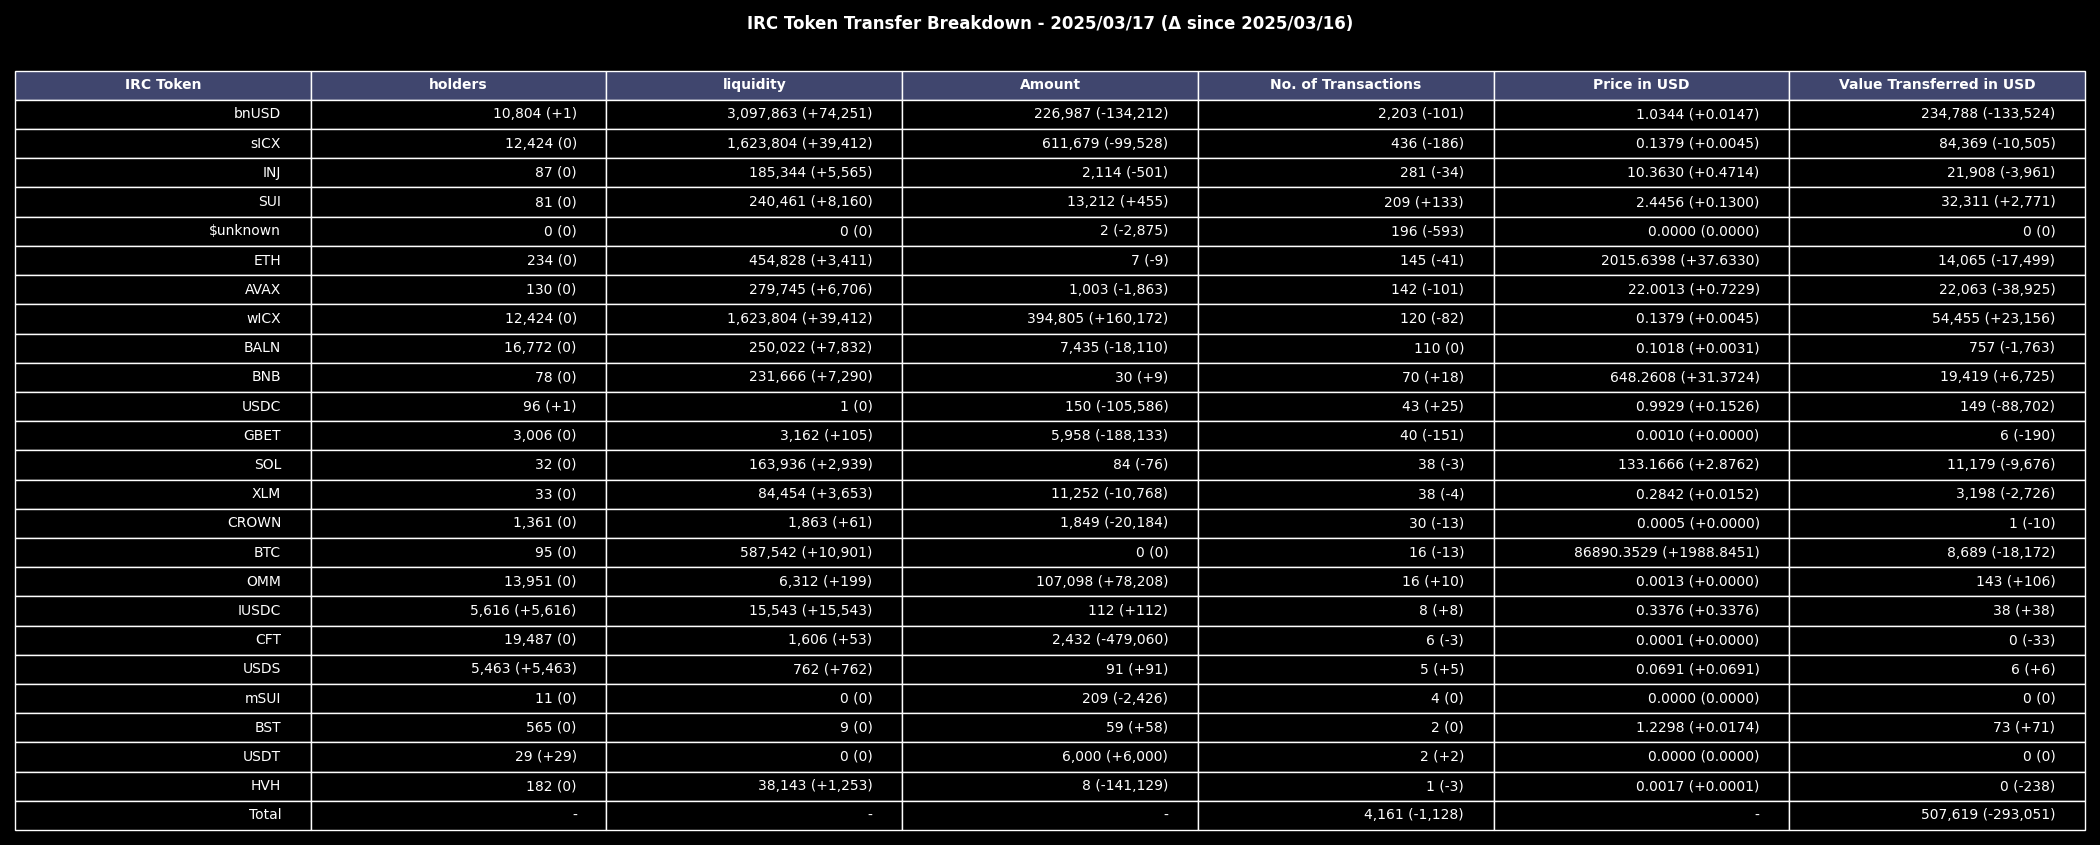 IRC Token Transfer Breakdown - 2025/03/17 (Δ since 2025/03/16)
IRC Token holders liquidity Amount No. of Transactions Price in USD Value Transferred in USD
bnUSD 10,804 (+1) 3,097,863 (+74,251) 226,987 (-134,212) 2,203 (-101) 1.0344 (+0.0147) 234,788 (-133,524)
sICX 12,424 (0) 1,623,804 (+39,412) 611,679 (-99,528) 436 (-186) 0.1379 (+0.0045) 84,369 (-10,505)
INJ 87 (0) 185,344 (+5,565) 2,114 (-501) 281 (-34) 10.3630 (+0.4714) 21,908 (-3,961)
SUI 81 (0) 240,461 (+8,160) 13,212 (+455) 209 (+133) 2.4456 (+0.1300) 32,311 (+2,771)
$unknown 0 (0) 0 (0) 2 (-2,875) 196 (-593) 0.0000 (0.0000) 0 (0)
ETH 234 (0) 454,828 (+3,411) 7 (-9) 145 (-41) 2015.6398 (+37.6330) 14,065 (-17,499)
AVAX 130 (0) 279,745 (+6,706) 1,003 (-1,863) 142 (-101) 22.0013 (+0.7229) 22,063 (-38,925)
wICX 12,424 (0) 1,623,804 (+39,412) 394,805 (+160,172) 120 (-82) 0.1379 (+0.0045) 54,455 (+23,156)
BALN 16,772 (0) 250,022 (+7,832) 7,435 (-18,110) 110 (0) 0.1018 (+0.0031) 757 (-1,763)
BNB 78 (0) 231,666 (+7,290) 30 (+9) 70 (+18) 648.2608 (+31.3724) 19,419 (+6,725)
USDC 96 (+1) 1 (0) 150 (-105,586) 43 (+25) 0.9929 (+0.1526) 149 (-88,702)
GBET 3,006 (0) 3,162 (+105) 5,958 (-188,133) 40 (-151) 0.0010 (+0.0000) 6 (-190)
SOL 32 (0) 163,936 (+2,939) 84 (-76) 38 (-3) 133.1666 (+2.8762) 11,179 (-9,676)
XLM 33 (0) 84,454 (+3,653) 11,252 (-10,768) 38 (-4) 0.2842 (+0.0152) 3,198 (-2,726)
CROWN 1,361 (0) 1,863 (+61) 1,849 (-20,184) 30 (-13) 0.0005 (+0.0000) 1 (-10)
BTC 95 (0) 587,542 (+10,901) 0 (0) 16 (-13) 86890.3529 (+1988.8451) 8,689 (-18,172)
OMM 13,951 (0) 6,312 (+199) 107,098 (+78,208) 16 (+10) 0.0013 (+0.0000) 143 (+106)
IUSDC 5,616 (+5,616) 15,543 (+15,543) 112 (+112) 8 (+8) 0.3376 (+0.3376) 38 (+38)
CFT 19,487 (0) 1,606 (+53) 2,432 (-479,060) 6 (-3) 0.0001 (+0.0000) 0 (-33)
USDS 5,463 (+5,463) 762 (+762) 91 (+91) 5 (+5) 0.0691 (+0.0691) 6 (+6)
mSUI 11 (0) 0 (0) 209 (-2,426) 4 (0) 0.0000 (0.0000) 0 (0)
BST 565 (0) 9 (0) 59 (+58) 2 (0) 1.2298 (+0.0174) 73 (+71)
USDT 29 (+29) 0 (0) 6,000 (+6,000) 2 (+2) 0.0000 (0.0000) 0 (0)
HVH 182 (0) 38,143 (+1,253) 8 (-141,129) 1 (-3) 0.0017 (+0.0001) 0 (-238)
Total - - - 4,161 (-1,128) - 507,619 (-293,051)